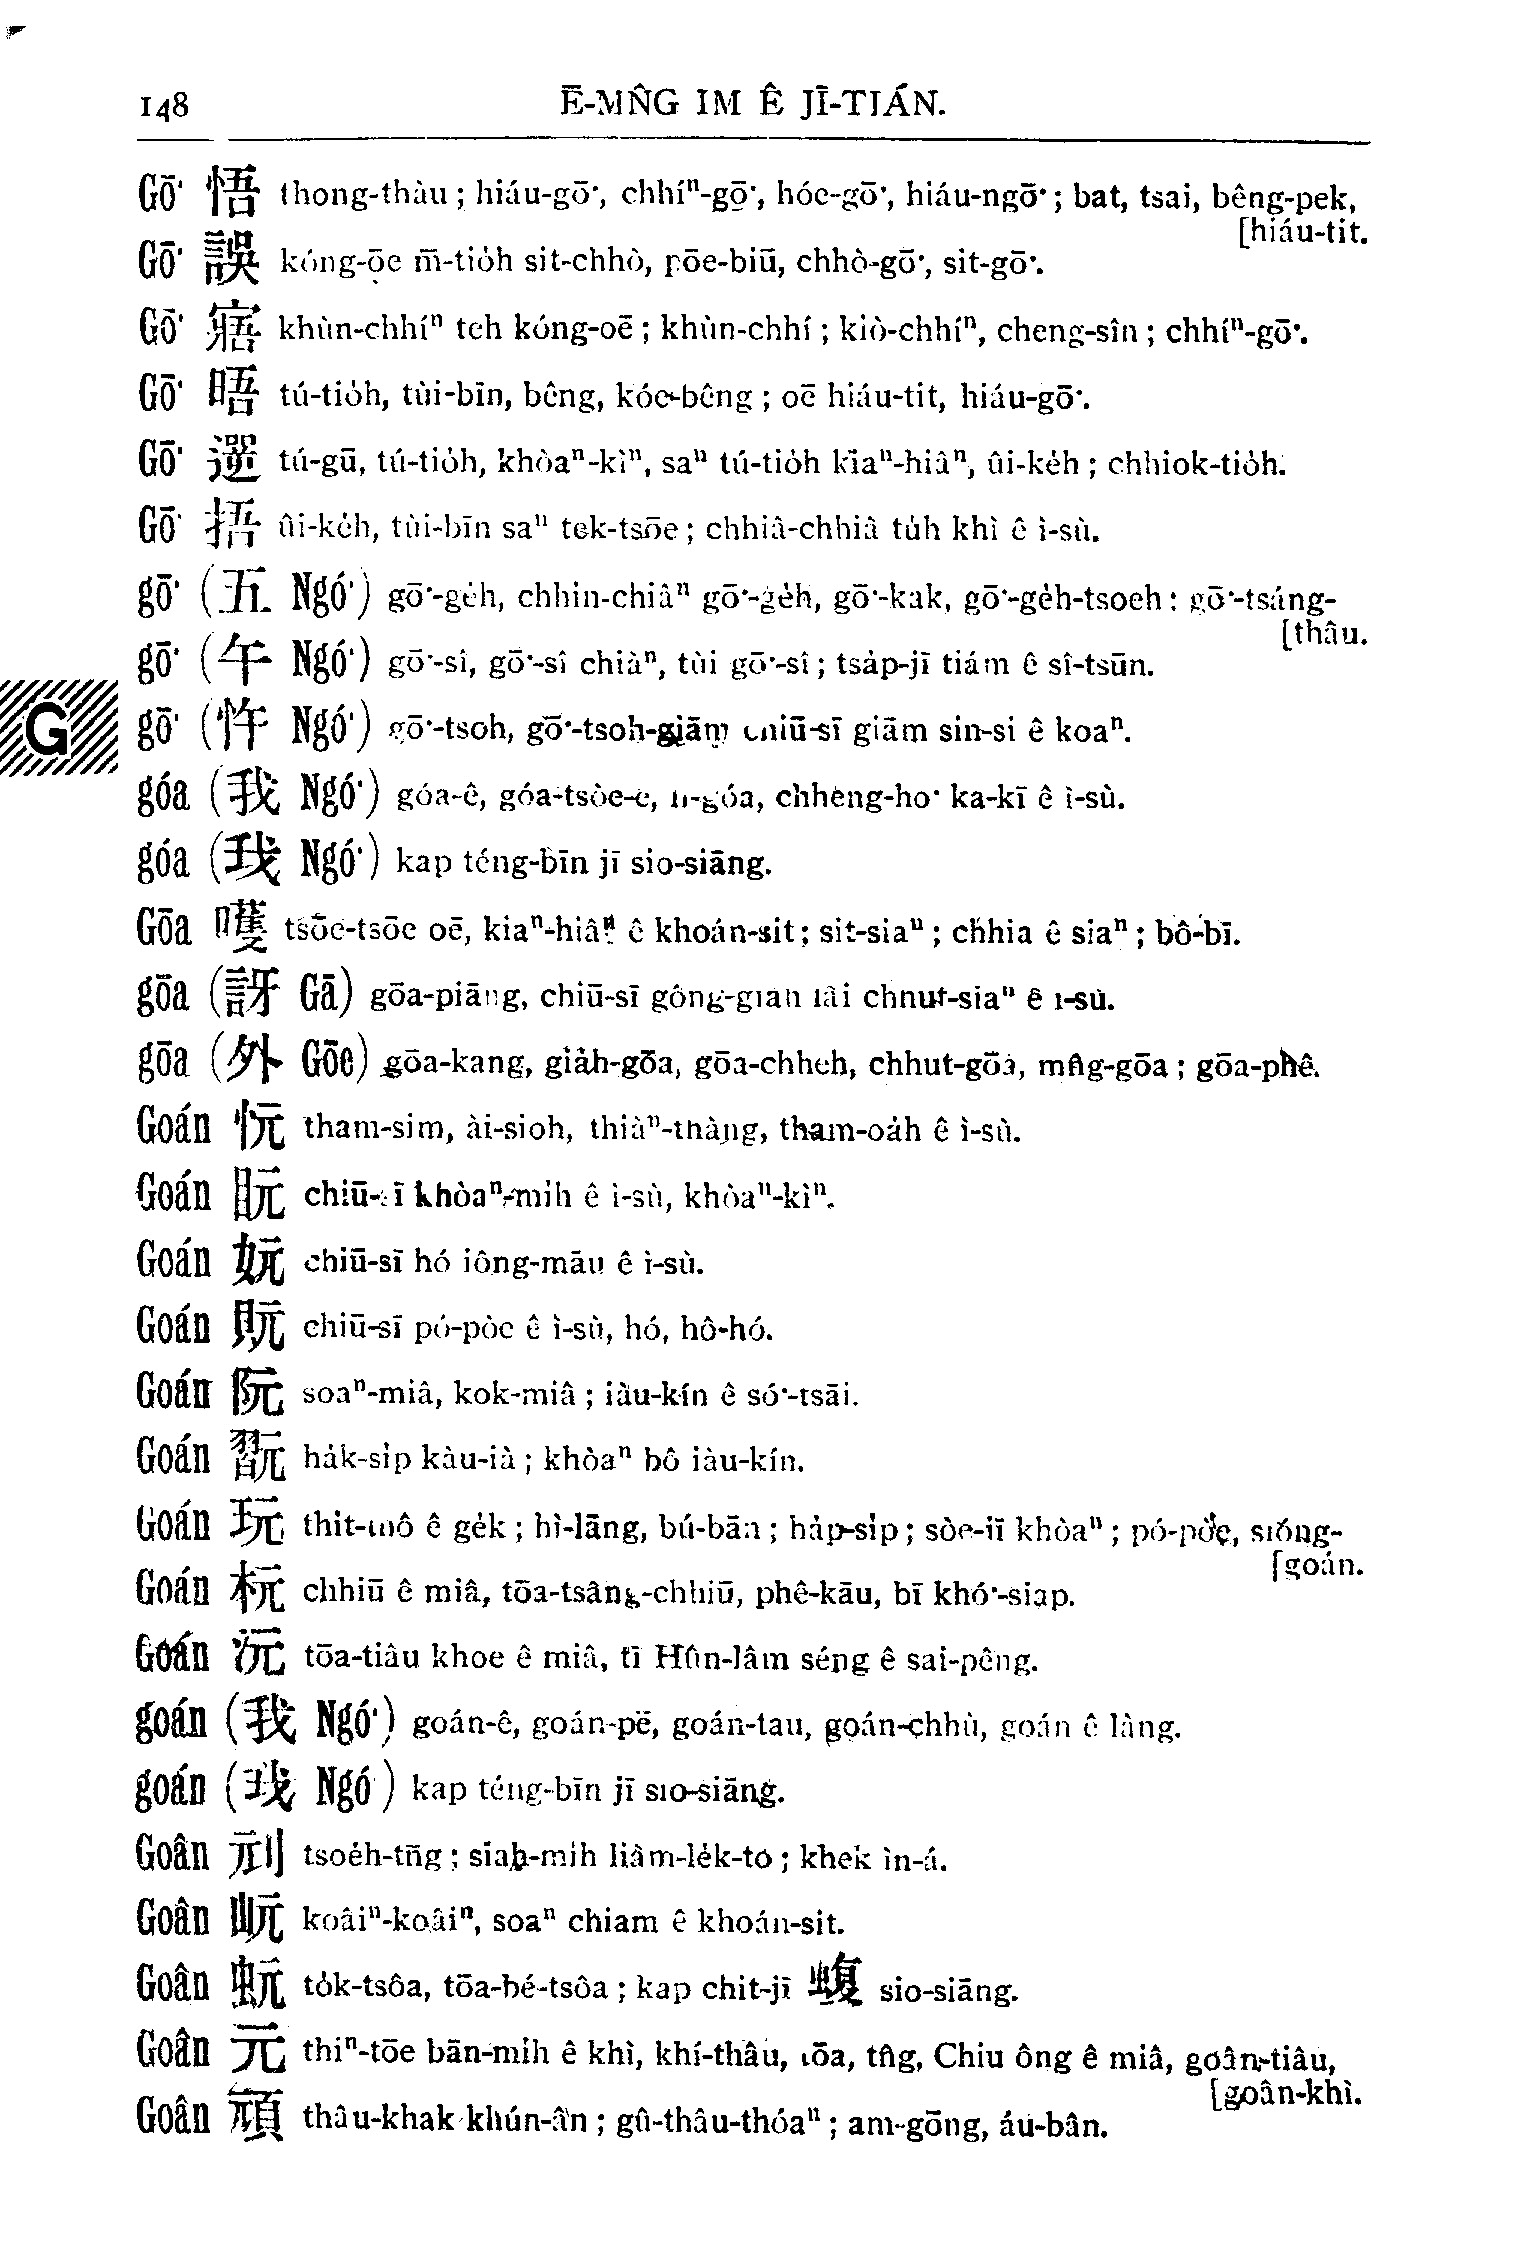 148 Ē-MN̂G IM Ê JĪ-TIÁN.
Gō͘ 悟 thong-thàu; hiáu-gō͘, chhíⁿ-gō͘, hóe-gō͘, hiáu-ngō͘; bat, tsai, bêng-pek,
[hiáu-tit.
Gō͘ 誤 kóng-ōe m̄-tio̍h sit-chhò, pōe-biū, chhò-gō͘, sit-gō͘.
Gō͘ 寤 khùn-chhíⁿ teh kóng-oē; khùn-chhí; kiò-chhíⁿ, cheng-sîn; chhíⁿ-gō͘.
Gō͘ 晤 tú-tio̍h, tùi-bīn, bêng, kóe-bêng; oē hiáu-tit, hiáu-gō͘.
Gō͘ 遻 tú-gū, tú-tio̍h, khòaⁿ-kìⁿ, saⁿ tú-tio̍h kiaⁿ-hiâⁿ, ûi-ke̍h; chhiok-tio̍h.
Gō͘ 捂 ûi-ke̍h, tùi-bīn saⁿ tek-tsōe; chhiâ-chhiâ tu̍h khì ê ì-sù.
gō͘ (五 Ngó͘) gō͘-ge̍h, chhin-chiâⁿ gō͘-ge̍h, gō͘-kak, gō͘-ge̍h-tsoeh: gō͘-tsáng-
[thâu.
gō͘ (午 Ngó͘) gō͘-sî, gō͘-sî chiàⁿ, tùi gō͘-sî; tsa̍p-jī tiám ê sî-tsūn.
gō͘ (忤 Ngó͘) gō͘-tsoh, gō͘-tsoh-giām chiū-sī giām sin-si ê koaⁿ.
góa (我 Ngó͘) góa-ê, góa-tsòe-ê, ń-góa, chheng-ho͘ ka-kī ê ì-sù.
góa (𢦓 Ngó͘) kap téng-bīn jī sio-siāng.
Gōa 嚄 tsōe-tsōe oē, kiaⁿ-hiâⁿ ê khoán-sit; sit-siaⁿ; chhia ê siaⁿ; bô-bī.
gōa (訝 Gā) gōa-piāng, chiū-sī gông-gian lâi chhut-siaⁿ ê ì-sù.
gōa (外 Gōe) gōa-kang, gia̍h-gōa, gōa-chheh, chhut-gōa, mn̂g-gōa; gōa-phê.
Goán 忨 tham-sim, ài-sioh, thiàⁿ-thàng, tham-oa̍h ê ì-sù.
Goán 盶 chiū-sī khòaⁿ-mi̍h ê ì-sù, khòaⁿ-kìⁿ.
Goán 妧 chiū-sī hó iông-māu ê ì-sù.
Goán 貦 chiū-sī pó-pòe ê ì-sù, hó, hô-hó.
Goán 阮 soaⁿ-miâ, kok-miâ; iàu-kín ê só͘-tsāi.
Goán 翫 ha̍k-si̍p kàu-ià; khòaⁿ bô iàu-kín.
Goán 玩 thit-thô ê ge̍k; hì-lāng, bú-bān; ha̍p-si̍p; sòe-jī khòaⁿ; pó-pòe, sióng-
[goán.
Goán 杬 chhiū ê miâ, tōa-tsâng-chhiū, phê-kāu, bī khó͘-siap.
Goán 沅 tōa-tiâu khoe ê miâ, tī Hûn-lâm séng ê sai-pêng.
goán (我 Ngó͘) goán-ê, goán-pē, goán-tau, goán-chhù, goán ê lâng.
goán ( Ngó͘) kap téng-bīn jī sio-siāng.
Goân 刓 tsoe̍h-tn̄g; siah-mi̍h liâm-le̍k-to; khek ìn-á.
Goân 岏 koâiⁿ-koâiⁿ, soaⁿ chiam ê khoán-sit.
Goân 蚖 to̍k-tsôa, tōa-bé-tsôa; kap chit-jī 蝮 sio-siāng.
Goân 元 thiⁿ-tōe bān-mi̍h ê khì, khí-thâu, tōa, tn̂g, Chiu ông ê miâ, goân-tiâu,
[goân-khì.
Goân 頑 thâu-khak khún-ân; gû-thâu-thóaⁿ; am-gōng, áu-bân.
G